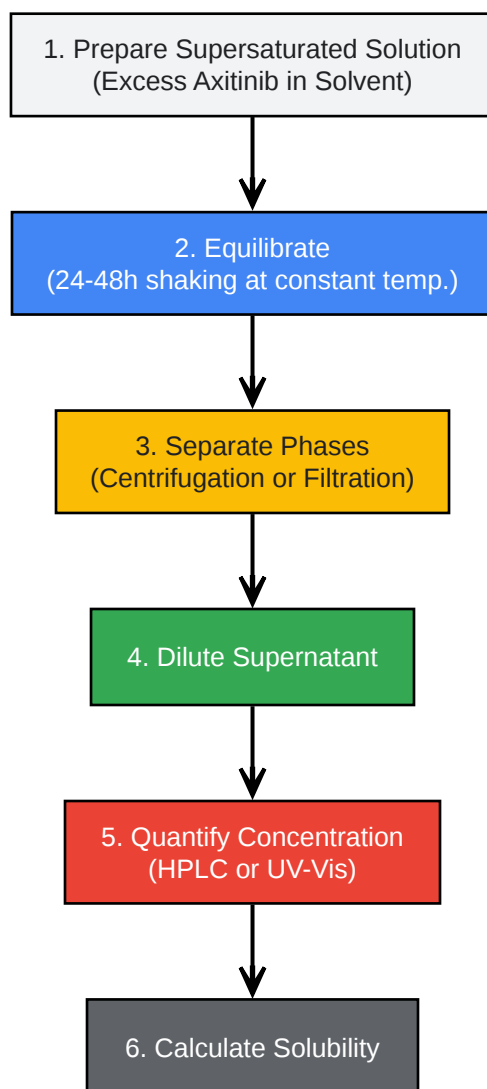 1. Prepare Supersaturated Solution
(Excess Axitinib in Solvent)
2. Equilibrate
(24-48h shaking at constant temp.)
3. Separate Phases
(Centrifugation or Filtration)
4. Dilute Supernatant
5. Quantify Concentration
(HPLC or UV-Vis)
6. Calculate Solubility